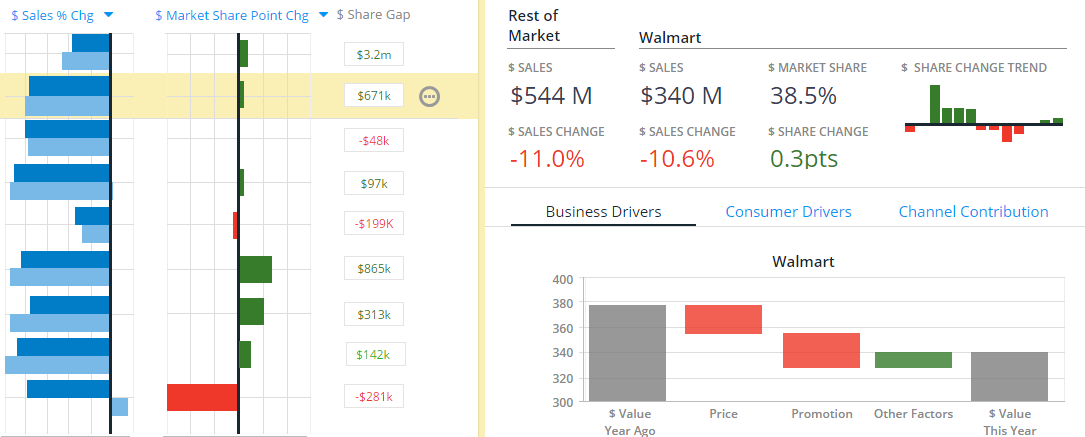 $ Sales % Chg
$ Market Share Point Chg
$ Share Gap
$3.2m
$671k
-$48k
$97k
-$199K
$865k
$313k
$142k
-$281k
Rest of
Market
Walmart
$ SALES
$ SALES
$ MARKET SHARE
$ SHARE CHANGE TREND
$544 M
$340 M
38.5%
$ SALES CHANGE
$ SALES CHANGE
$ SHARE CHANGE
-11.0%
-10.6%
0.3pts
Business Drivers
Consumer Drivers
Channel Contribution
Walmart
400
380
360
340
320
300
$ Value
Year Ago
Price
Promotion
Other Factors
$ Value
This Year